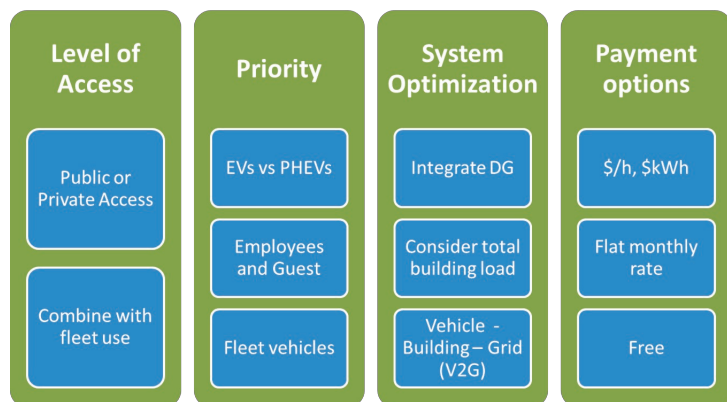 Level of
Access
Public or
Private Access
Combine with
fleet use
Priority
EVs vs PHEVs
Employees
and Guest
Fleet vehicles
System
Optimization
Integrate DG
Consider total
building load
Vehicle -
Building – Grid
(V2G)
Payment
options
$/h, $kWh
Flat monthly
rate
Free